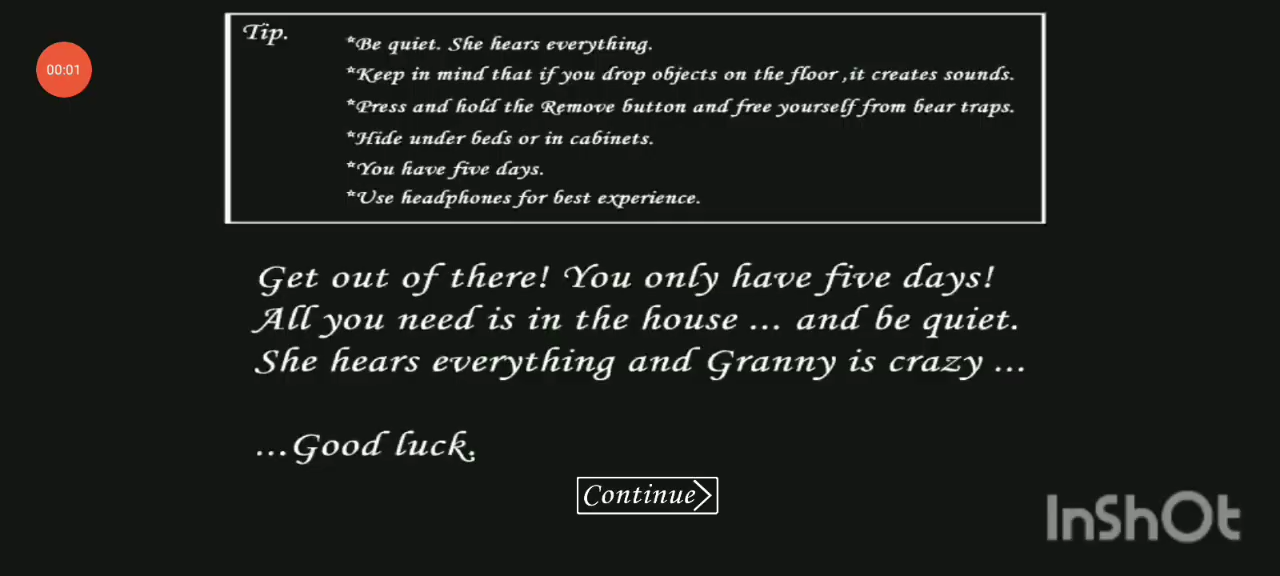 Tip.
*Be quiet. She hears everything.
00:01
*Keep in mind that if you drop objects on the floor ,it creates sounds.
*Press and hold the Remove button and free yourself from bear traps.
*Hide under beds or in cabinets.
*You have five days.
*Use headphones for best experience.
Get out of there! You only have five days!
All you need is in the house ... and be quiet.
She hears everything and Granny is crazy ...
...Good luck.
Continue>
InShOt